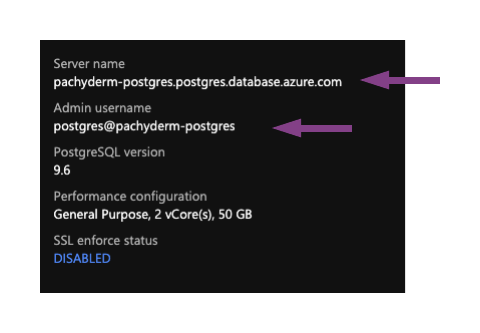 Server name
pachyderm-postgres.postgres.database.azure.com
Admin username
postgres@pachyderm-postgres
PostgreSQL version
9.6
Performance configuration
General Purpose, 2 vCore(s), 50 GB
SSL enforce status
DISABLED